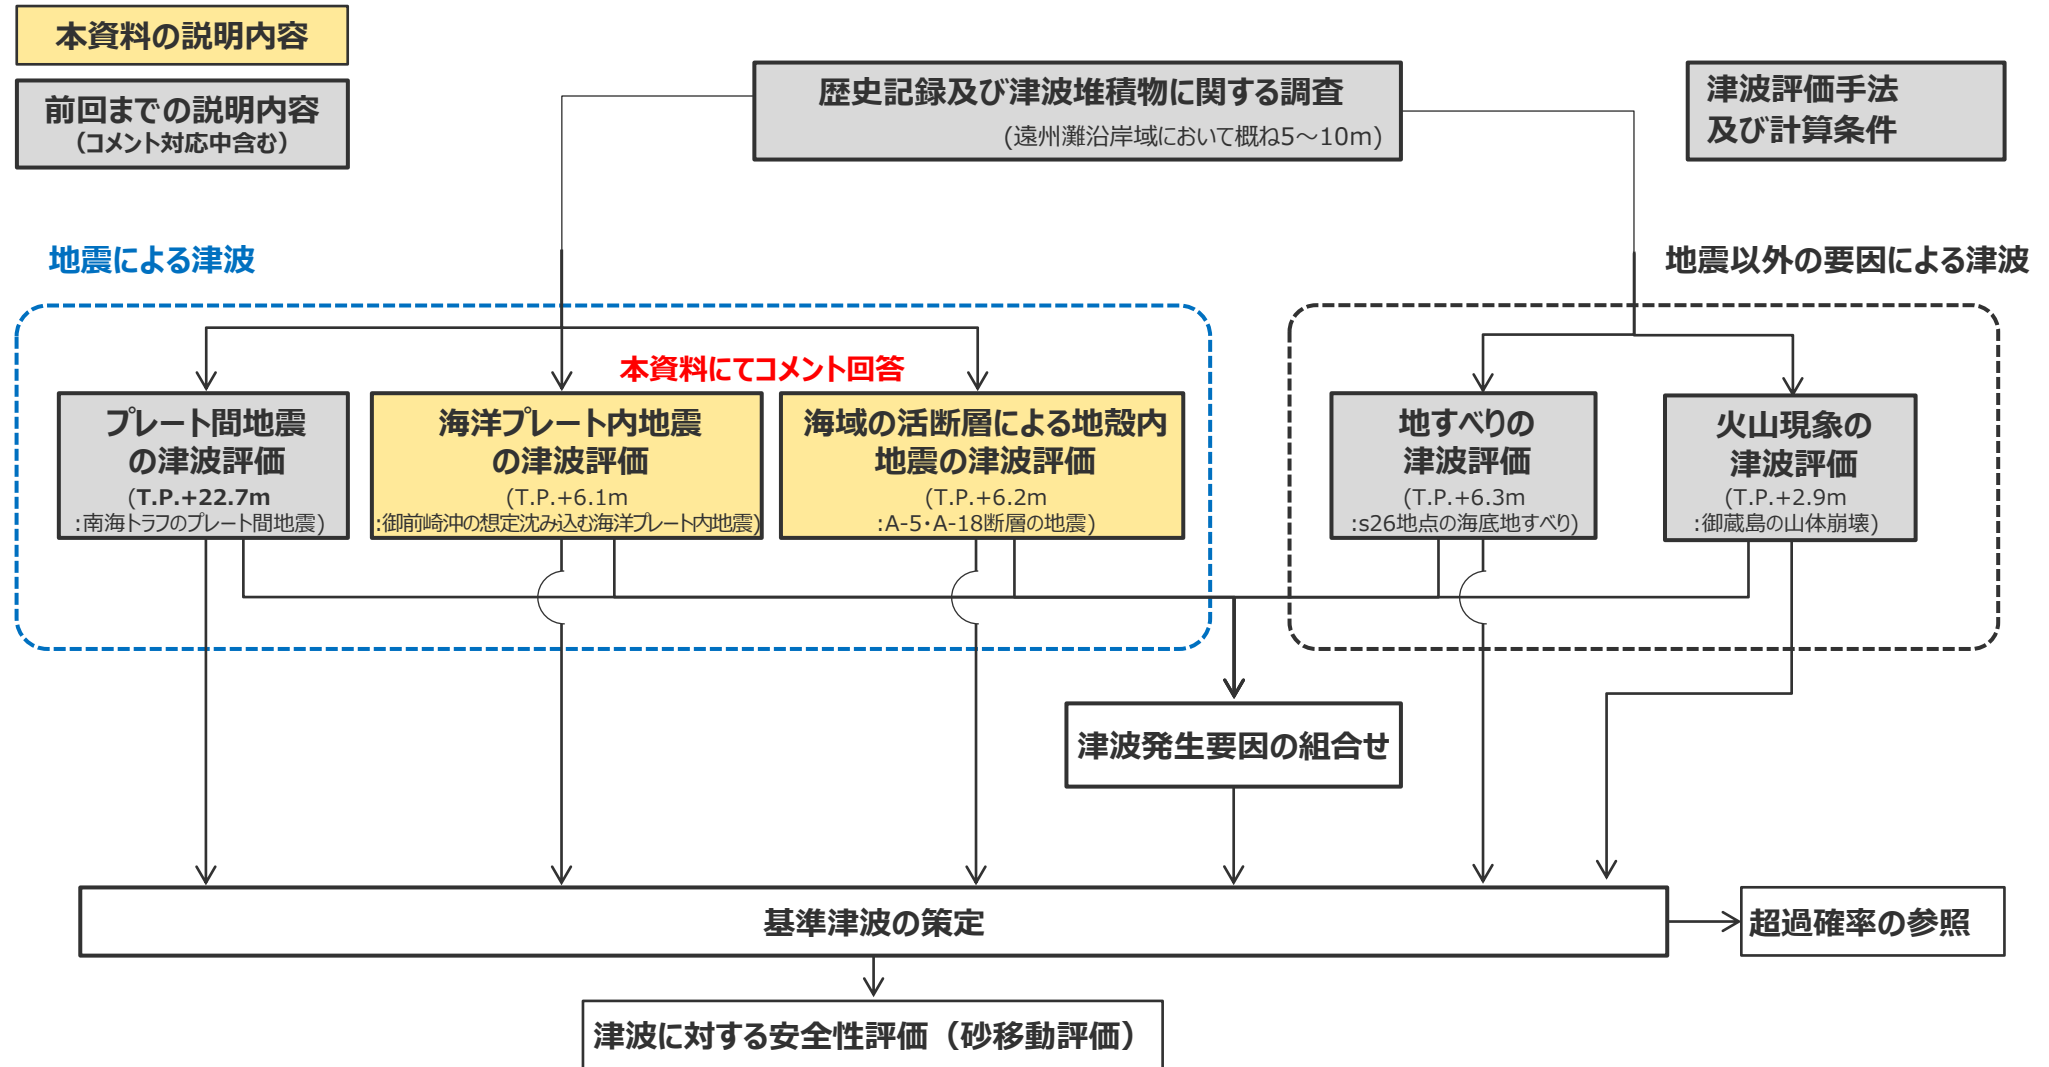 本資料の説明内容
前回までの説明内容
(コメント対応中含む)
歴史記録及び津波堆積物に関する調査
(遠州灘沿岸域において概ね5～10m)
津波評価手法
及び計算条件
地震による津波
地震以外の要因による津波
本資料にてコメント回答
プレート間地震
の津波評価
(T.P.+22.7m
:南海トラフのプレート間地震)
海洋プレート内地震
の津波評価
(T.P.+6.1m
:御前崎沖の想定沈み込む海洋プレート内地震)
海域の活断層による地殻内
地震の津波評価
(T.P.+6.2m
:A-5・A-18断層の地震)
地すべりの
津波評価
(T.P.+6.3m
:s26地点の海底地すべり)
火山現象の
津波評価
(T.P.+2.9m
:御蔵島の山体崩壊)
津波発生要因の組合せ
基準津波の策定
超過確率の参照
津波に対する安全性評価（砂移動評価）